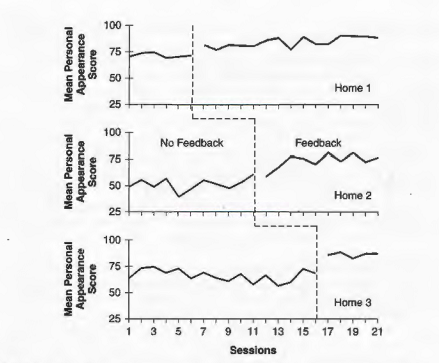 Mean Personal
Appearance
Score
100
75
50
25
Home 1
Mean Personal
Appearance
Score
100
75
50
25
No Feedback
Feedback
Home 2
Mean Personal
Appearance
Score
100
75
50
25
Home 3
1 3 5 7 9 11 13 15 17 19 21
Sessions